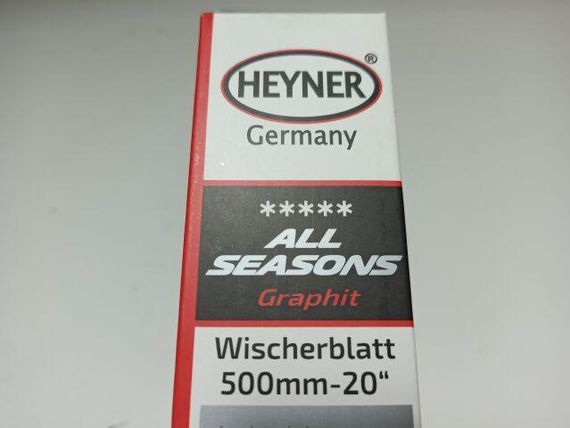 HEYNER®
Germany
*****
ALL
SEASONS
Graphit
Wischerblatt
500mm-20“